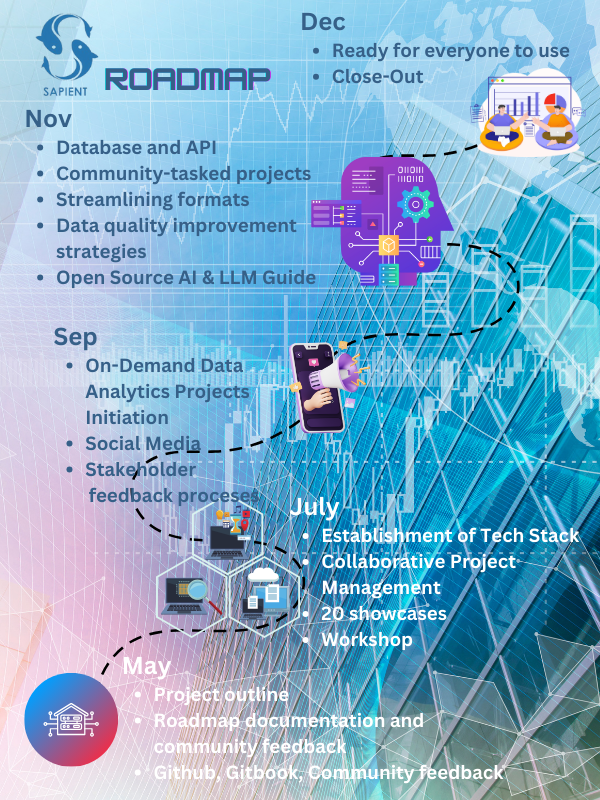 SAPIENT
ROADMAP
Dec
• Ready for everyone to use
• Close-Out
Nov
• Database and API
• Community-tasked projects
• Streamlining formats
• Data quality improvement
strategies
• Open Source AI & LLM Guide
Sep
• On-Demand Data
Analytics Projects
Initiation
• Social Media
• Stakeholder
feedback proceses
July
• Establishment of Tech Stack
• Collaborative Project
Management
• 20 showcases
• Workshop
May
• Project outline
• Roadmap documentation and
community feedback
• Github, Gitbook, Community feedback